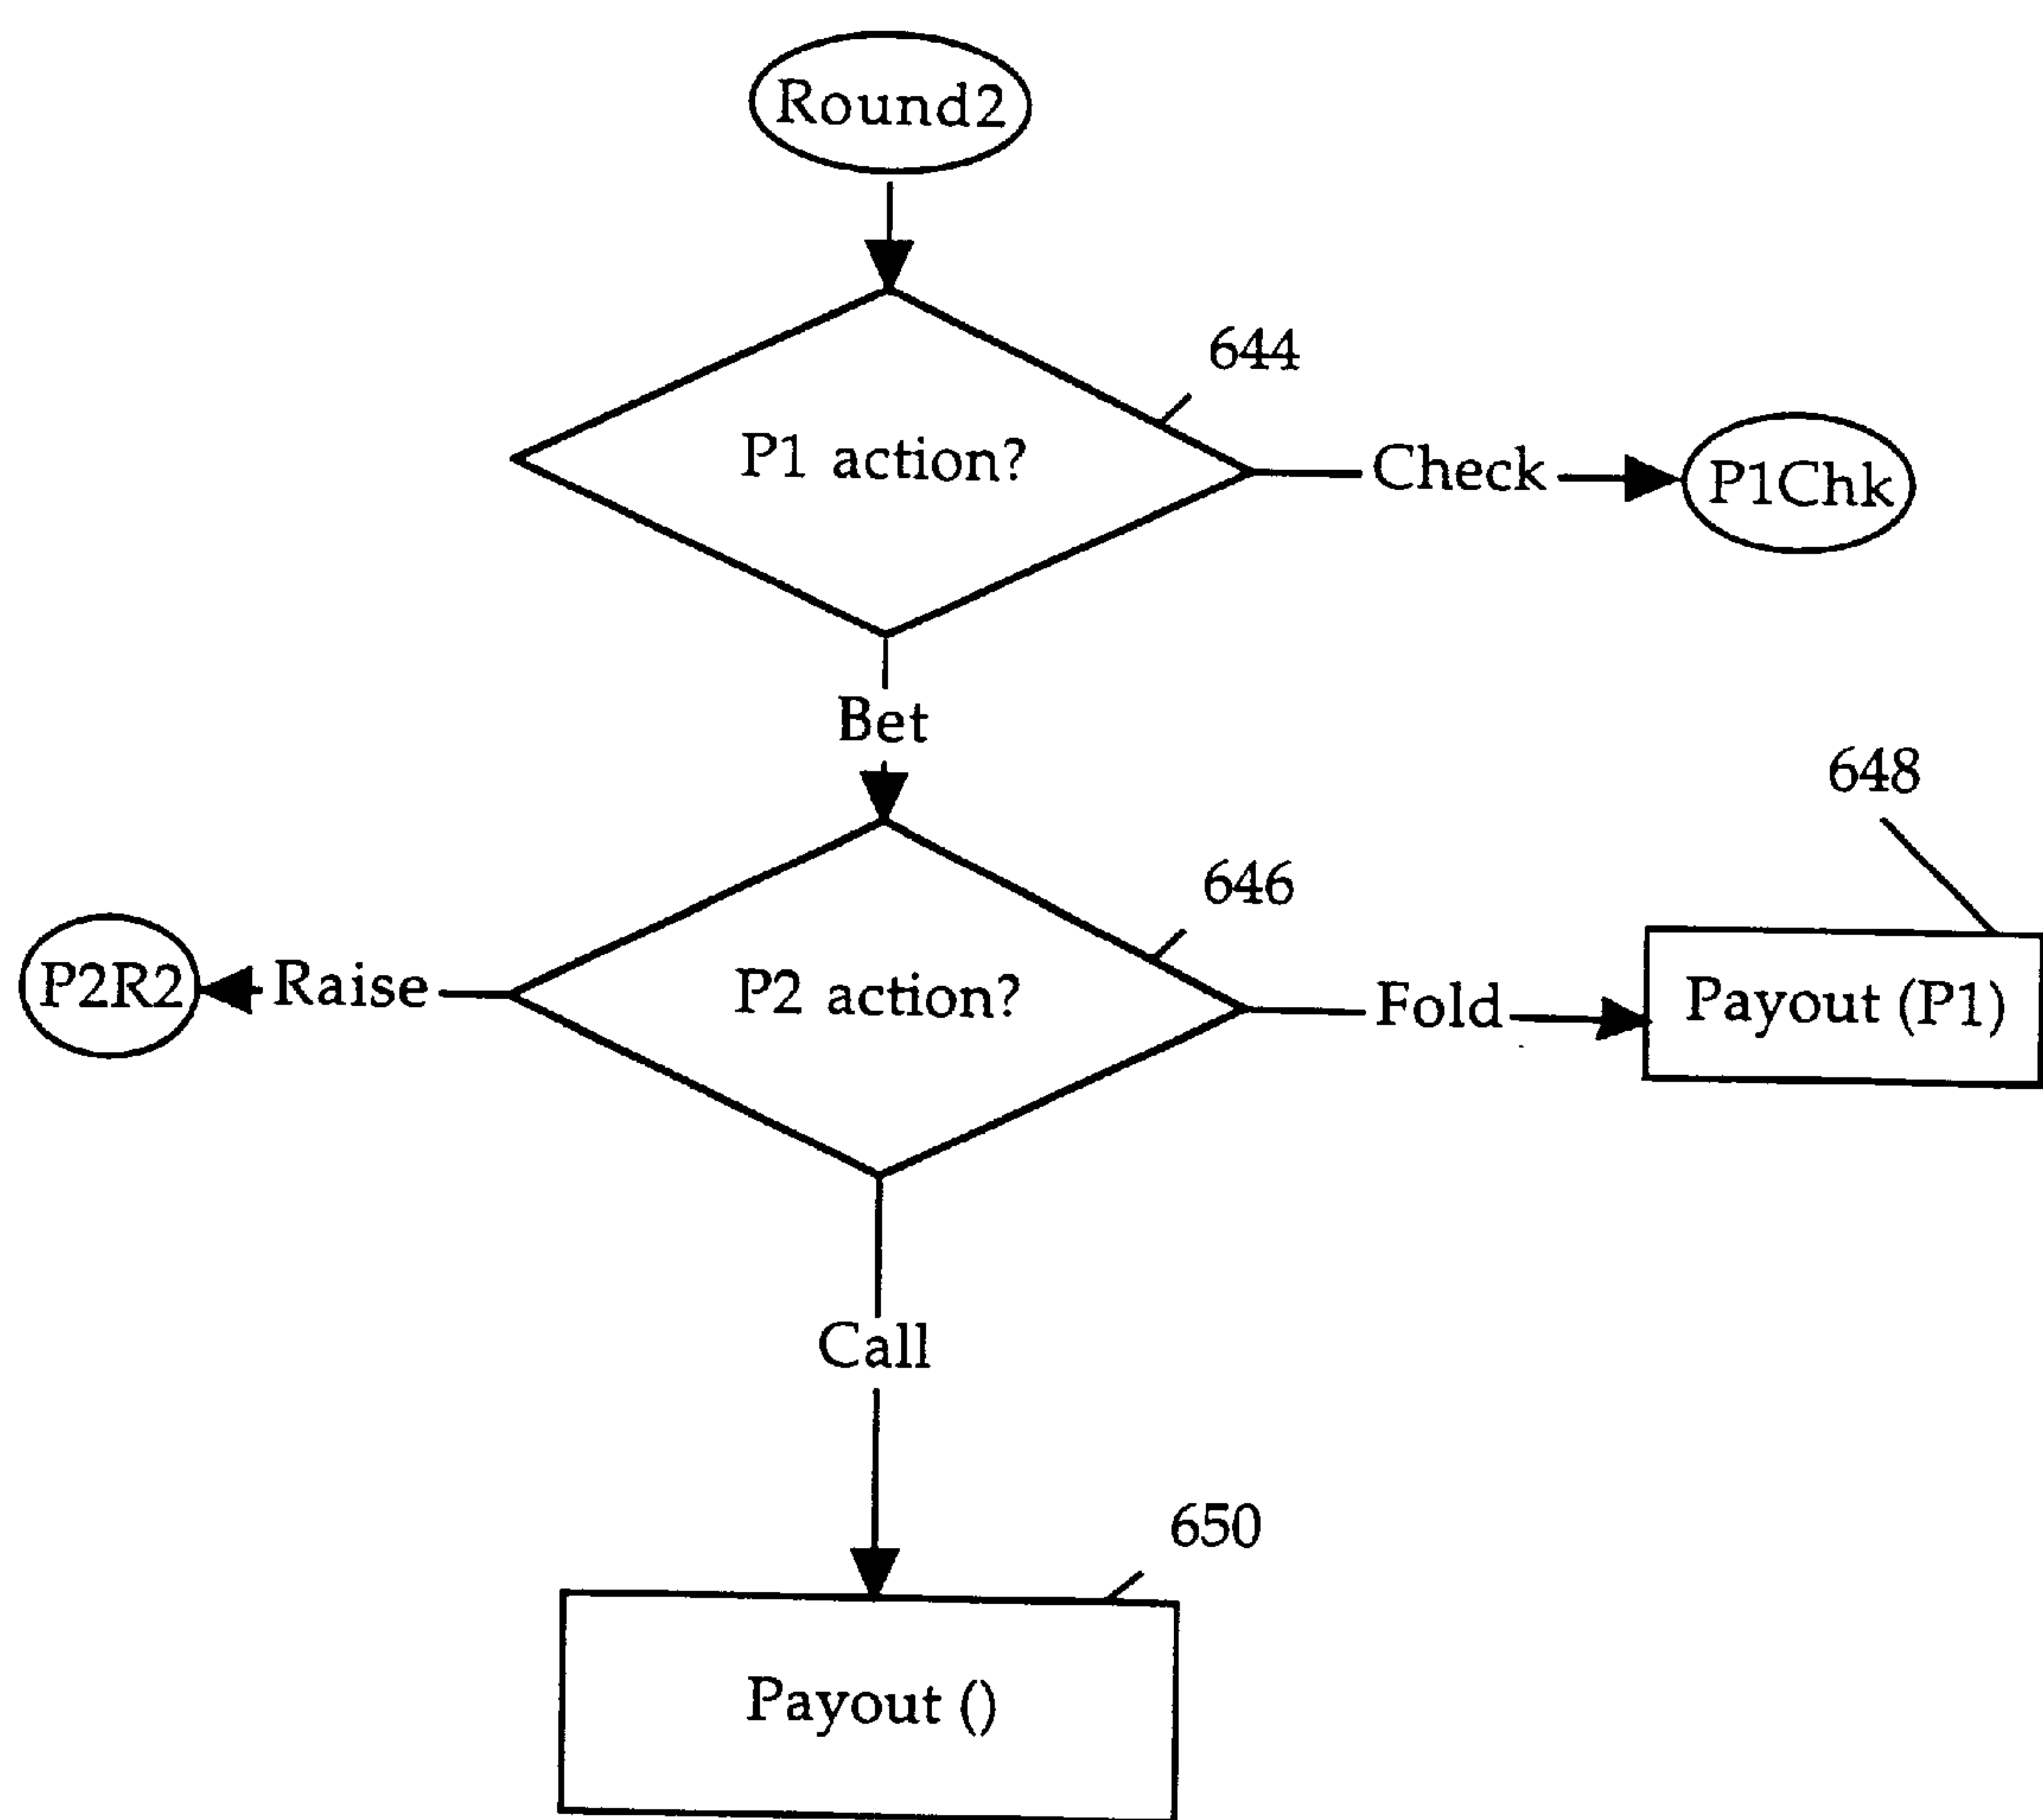 Round2
644
P1 action?
Check
P1Chk
Bet
648
646
P2R2
Raise
P2 action?
Fold
Payout (P1)
Call
650
Payout ()